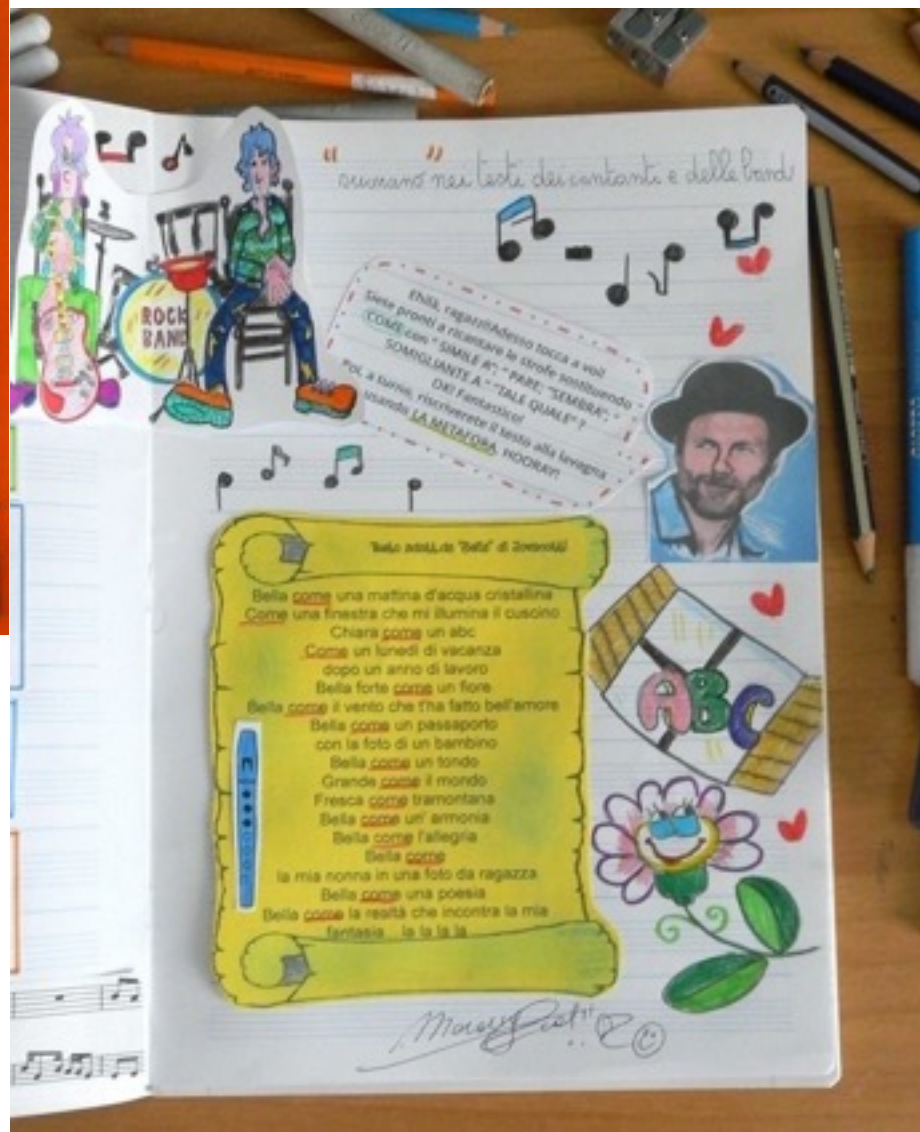 " "
suonano nei testi dei cantanti e delle band
ROCK
BAND
Ehilà, ragazzi!Adesso tocca a voi!
Siete pronti a ricantare le strofe sostituendo
COME con " SIMILE A"; " PARE; "SEMBRA"; "
SOMIGLIANTE A " "TALE QUALE" ?
OK! Fantastico!
Poi, a turno, riscriverete il testo alla lavagna
usando LA METAFORA. HOORAY!
Testo adatt.da "Bella" di Jovanotti
Bella come una mattina d'acqua cristallina
Come una finestra che mi illumina il cuscino
Chiara come un abc
Come un lunedì di vacanza
dopo un anno di lavoro
Bella forte come un fiore
Bella come il vento che t'ha fatto bell'amore
Bella come un passaporto
con la foto di un bambino
Bella come un tondo
Grande come il mondo
Fresca come tramontana
Bella come un' armonia
Bella come l'allegria
Bella come
la mia nonna in una foto da ragazza
Bella come una poesia
Bella come la realtà che incontra la mia
fantasia la la la la
ABC